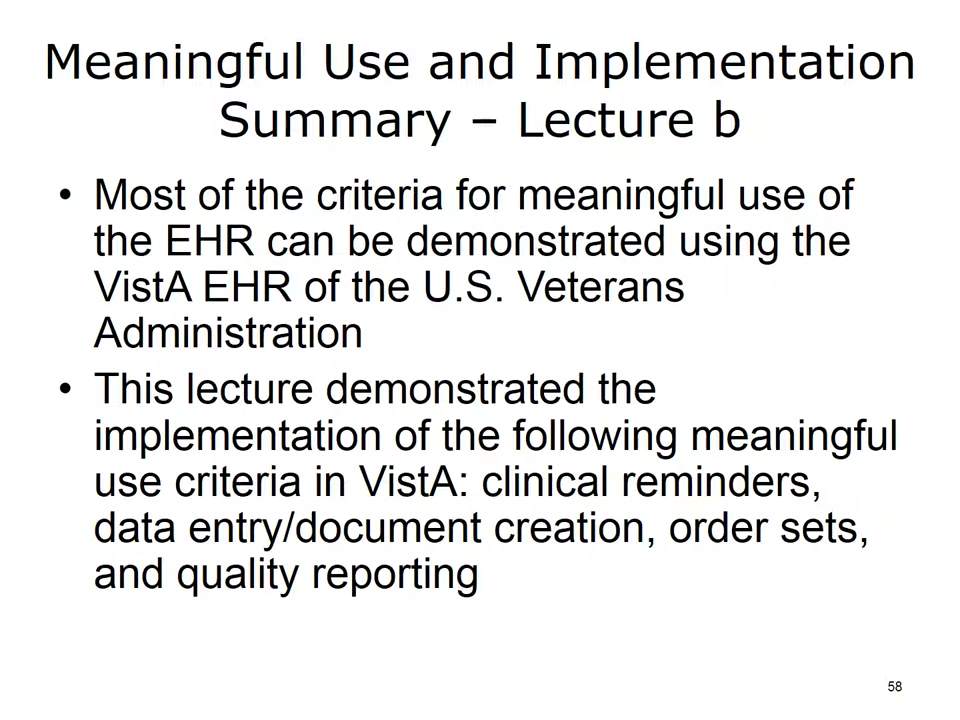 Meaningful Use and Implementation
Summary – Lecture b
• Most of the criteria for meaningful use of
the EHR can be demonstrated using the
VistA EHR of the U.S. Veterans
Administration
• This lecture demonstrated the
implementation of the following meaningful
use criteria in VistA: clinical reminders,
data entry/document creation, order sets,
and quality reporting
58